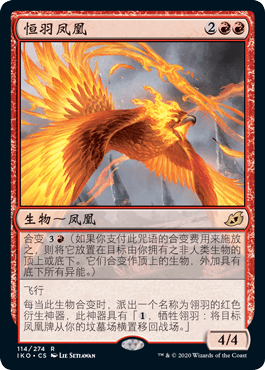 恒羽凤凰 2
生物～凤凰
合变 3 （如果你支付此咒语的合变费用来施放
之，则将它放置在目标由你拥有之非人类生物的
顶上或底下。它们合变作顶上的生物，外加具有
底下所有异能。）
飞行
每当此生物合变时，派出一个名称为翎羽的红色
衍生神器，此神器具有「1，牺牲翎羽：将目标
凤凰牌从你的坟墓场横置移回战场。」
4/4
114/274 R
IKO • CS LIE SETIAWAN
™ & © 2020 Wizards of the Coast